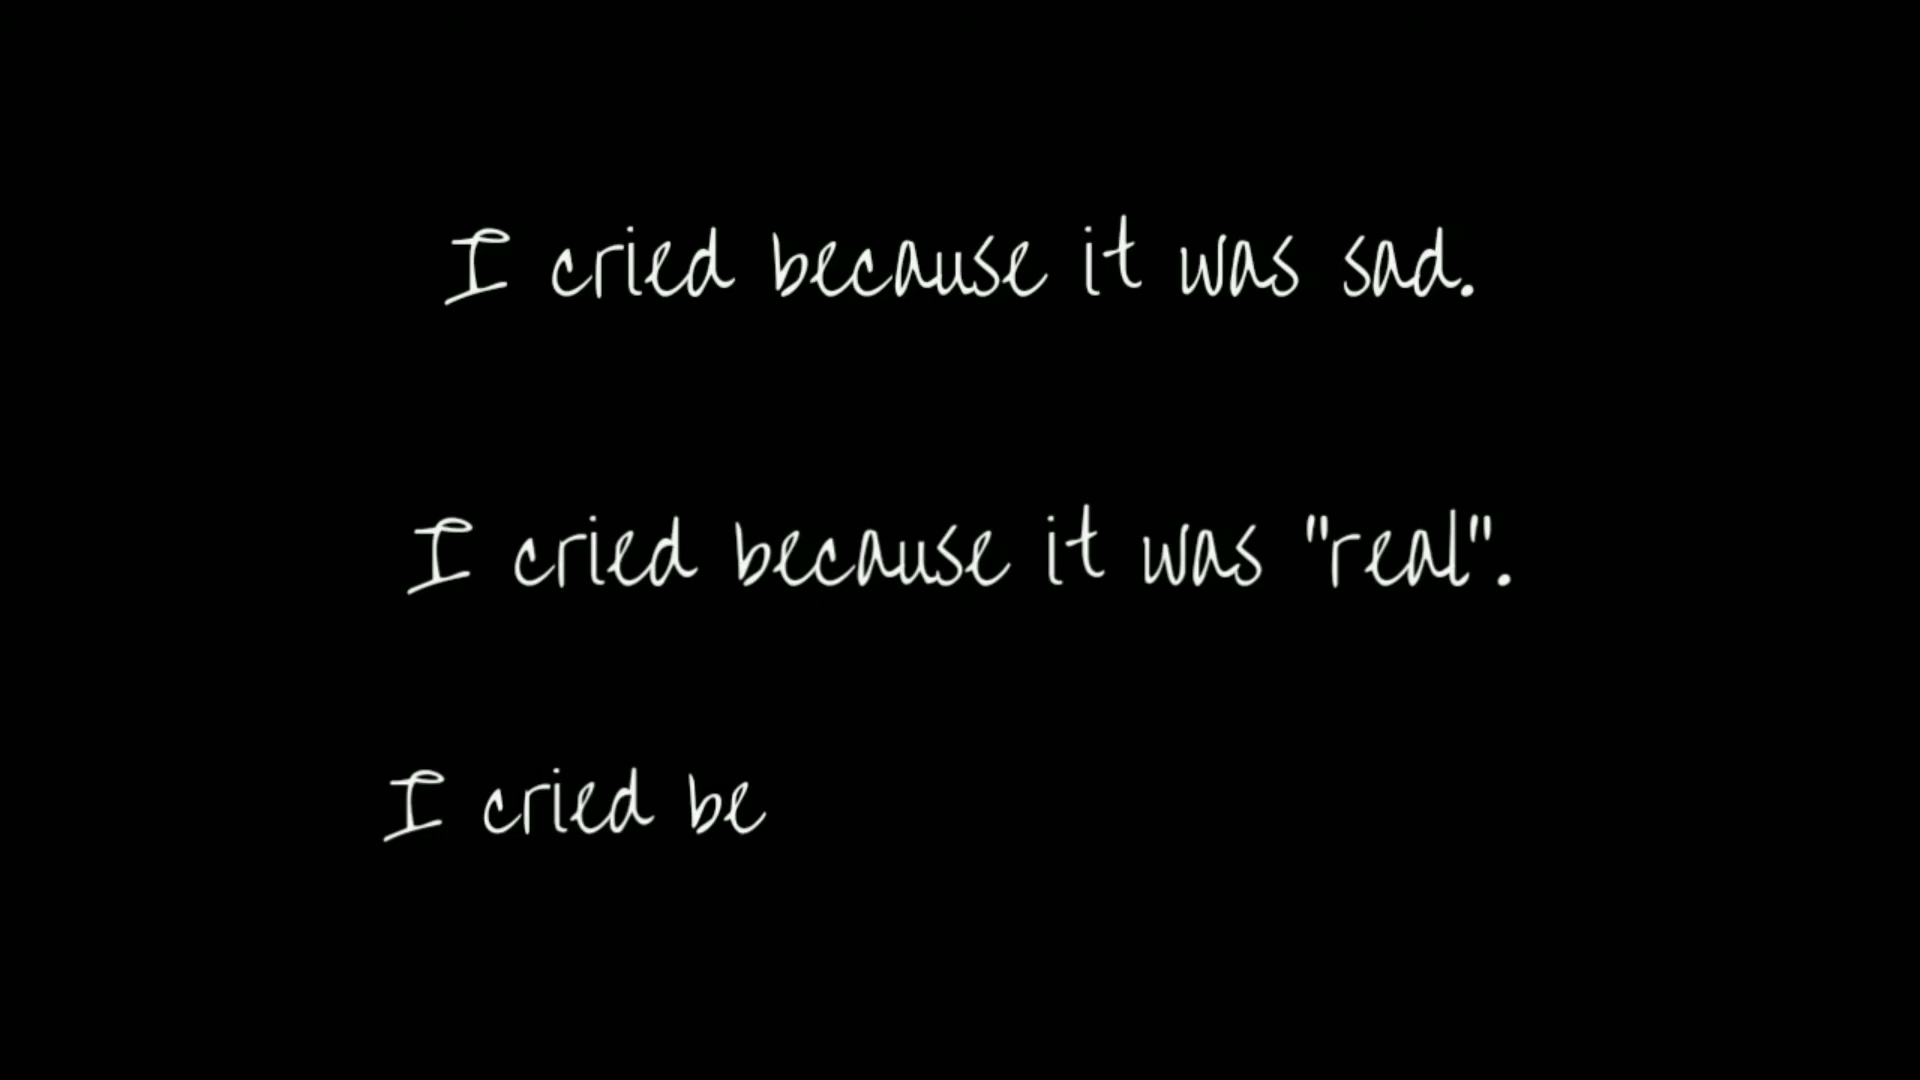 I cried because it was sad.
I cried because it was "real".
I cried be